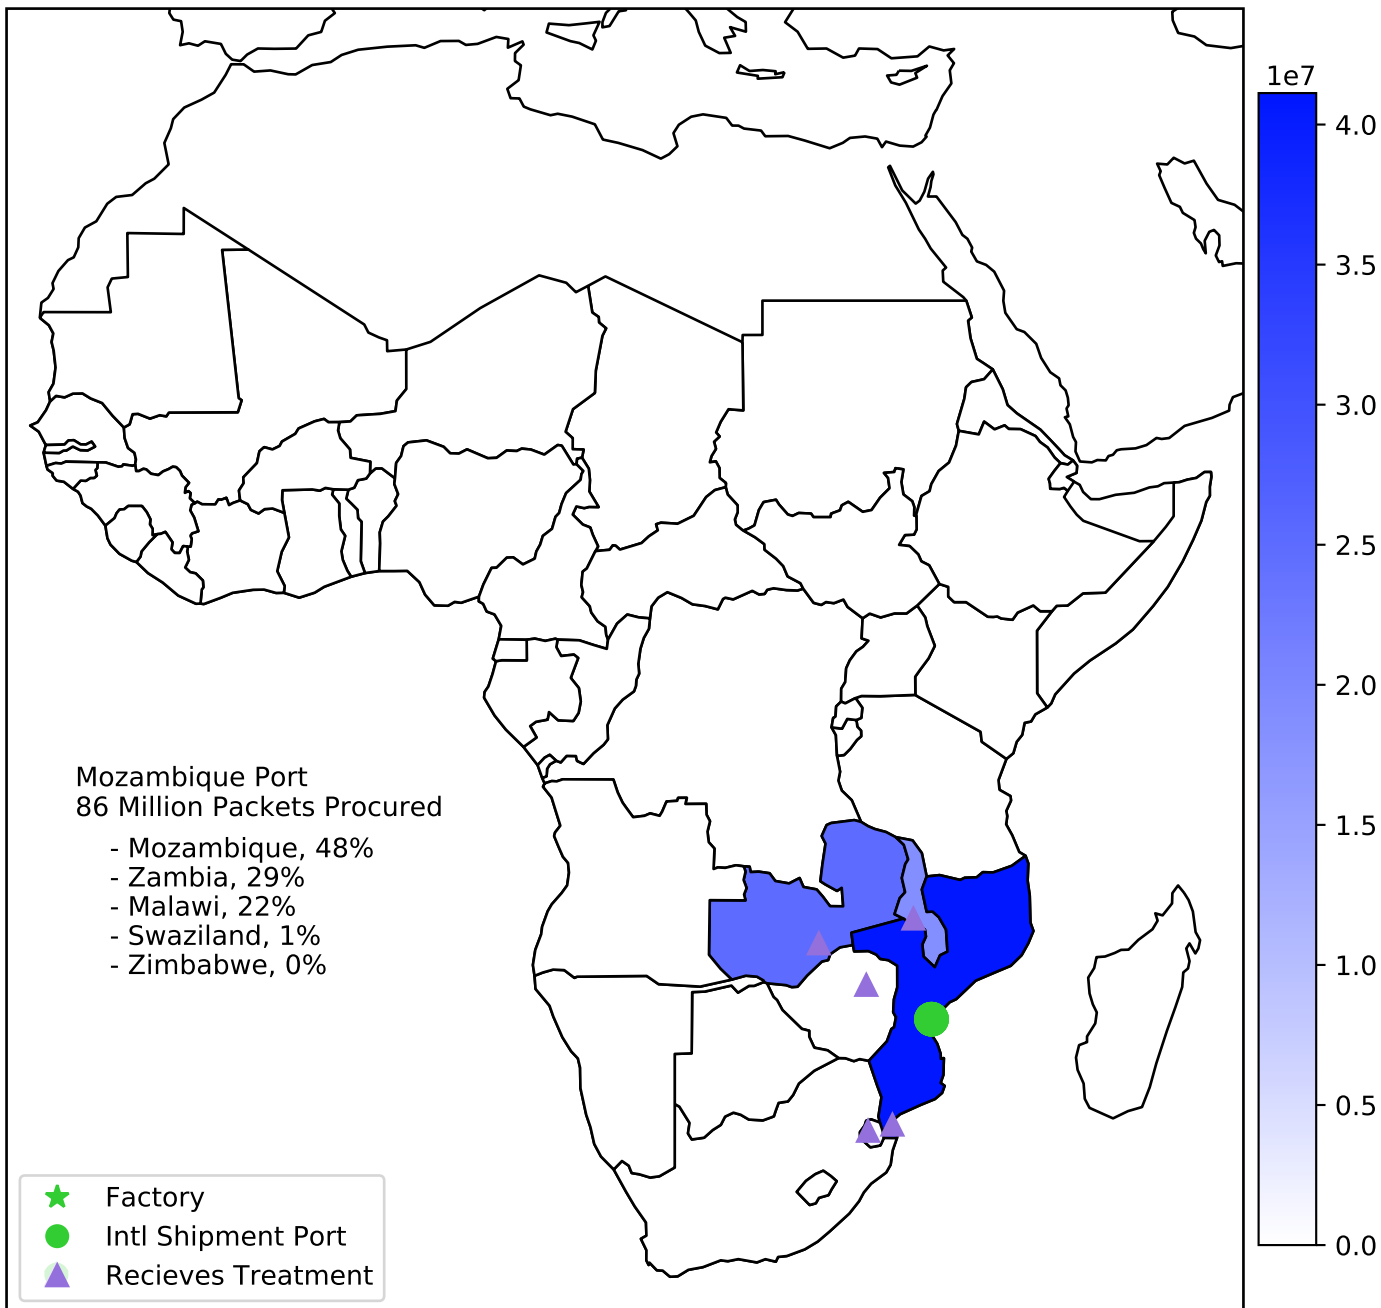 1e7
4.0
3.5
3.0
2.5
2.0
1.5
1.0
0.5
0.0
Mozambique Port
86 Million Packets Procured
- Mozambique, 48%
- Zambia, 29%
- Malawi, 22%
- Swaziland, 1%
- Zimbabwe, 0%
Factory
Intl Shipment Port
Recieves Treatment